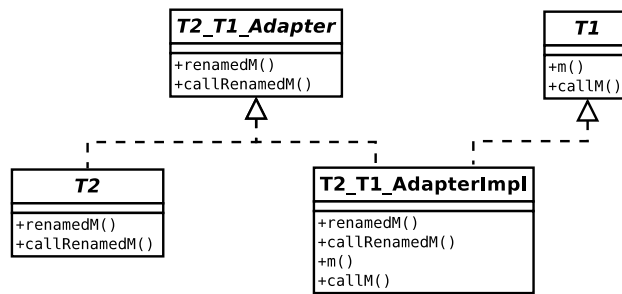 T2_T1_Adapter
+renamedM()
+callRenamedM()
T1
+m()
+callM()
T2
+renamedM()
+callRenamedM()
T2_T1_AdapterImpl
+renamedM()
+callRenamedM()
+m()
+callM()